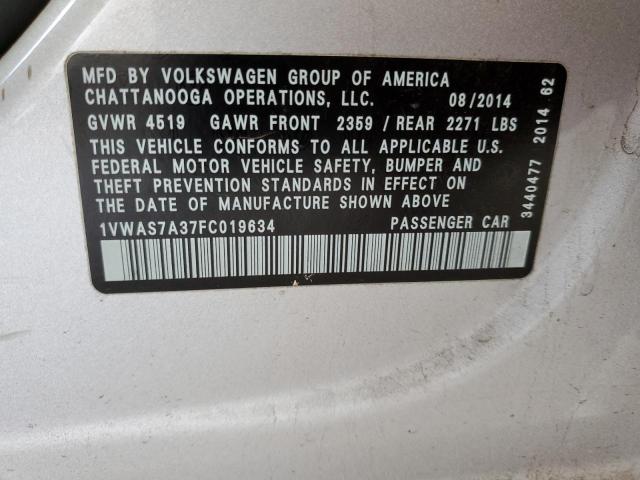 MFD BY VOLKSWAGEN GROUP OF AMERICA
CHATTANOOGA OPERATIONS, LLC. 08/2014
GVWR 4519 GAWR FRONT 2359 / REAR 2271 LBS
THIS VEHICLE CONFORMS TO ALL APPLICABLE U.S.
FEDERAL MOTOR VEHICLE SAFETY, BUMPER AND
THEFT PREVENTION STANDARDS IN EFFECT ON
THE DATE OF MANUFACTURE SHOWN ABOVE
1VWAS7A37FC019634 PASSENGER CAR
3440477 2014 62